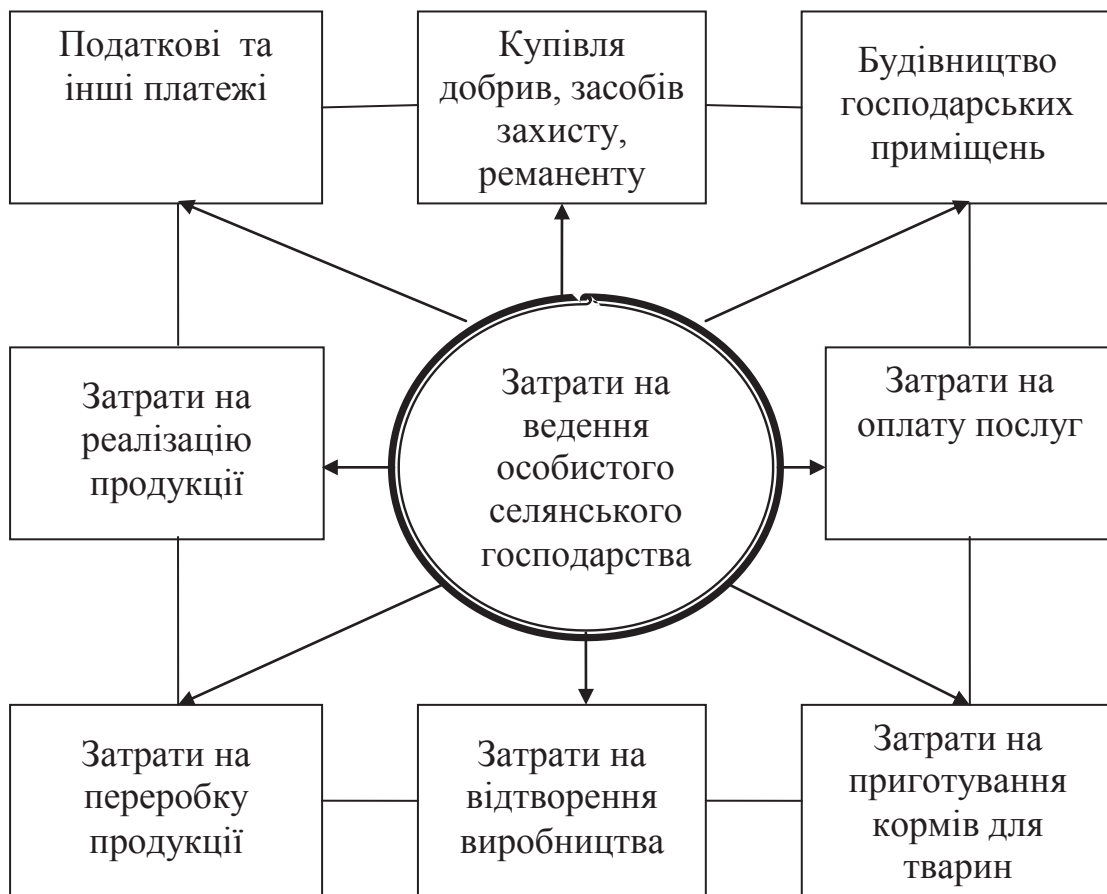 Податкові та
інші платежі
Купівля
добрив, засобів
захисту,
реманенту
Будівництво
господарських
приміщень
Затрати на
реалізацію
продукції
Затрати на
ведення
особистого
селянського
господарства
Затрати на
оплату послуг
Затрати на
переробку
продукції
Затрати на
відтворення
виробництва
Затрати на
приготування
кормів для
тварин